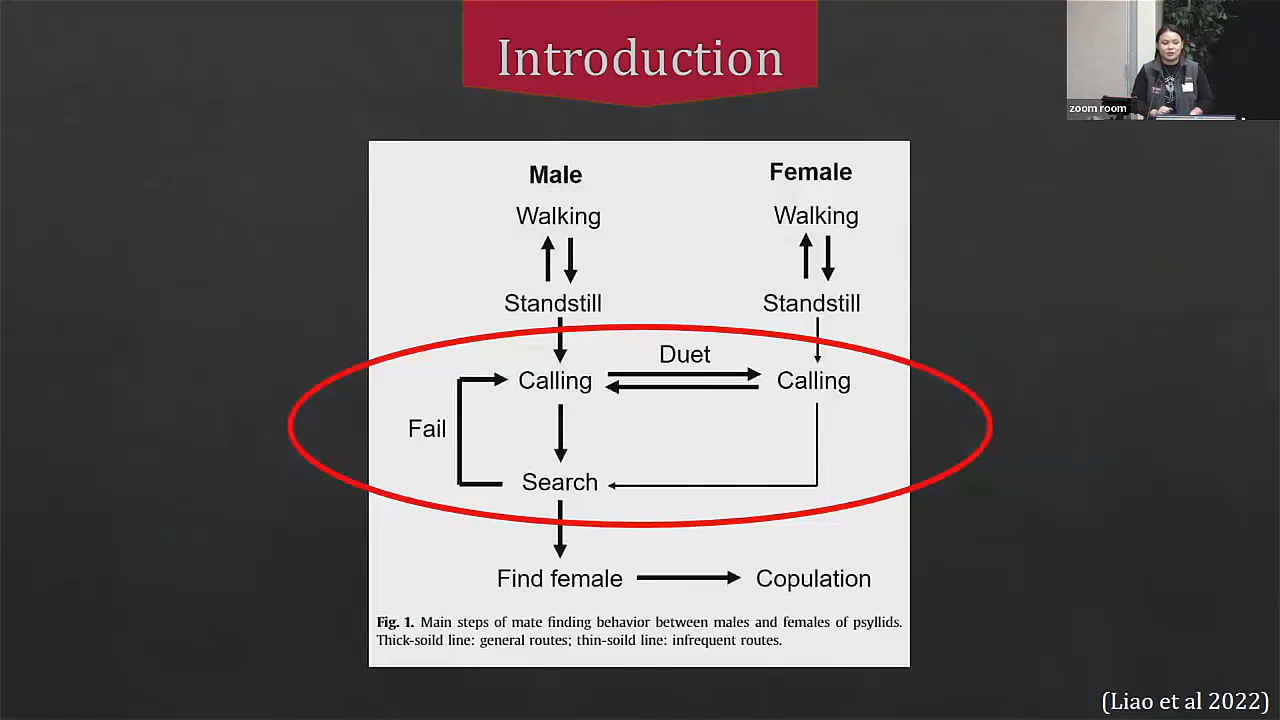 Introduction
zoom room
Male
Female
Walking
Walking
Standstill
Standstill
Duet
Calling
Calling
Fail
Search
Find female
Copulation
Fig. 1. Main steps of mate finding behavior between males and females of psyllids.
Thick-soild line: general routes; thin-soild line: infrequent routes.
(Liao et al 2022)